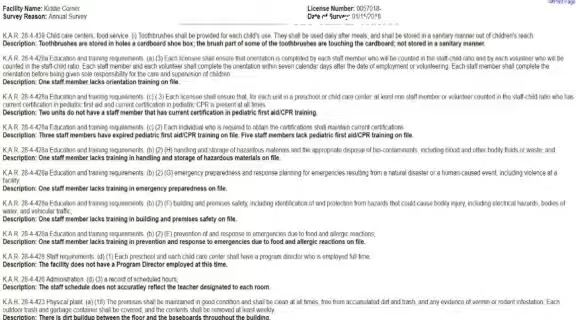 Facility Name: Kiddie Corner License Number: 0057018-
Survey Reason: Annual Survey Date of Survey:
K.A.R. 28-4-439 Child care centers, food service. (i) Toothbrushes shall be provided for each child's use. They shall be used daily after meals, and shall be stored in a sanitary manner out of children's reach.
Description: Toothbrushes are stored in holes a cardboard shoe box; the brush part of some of the toothbrushes are touching the cardboard; not stored in a sanitary manner.
K.A.R. 28-4-428a Education and training requirements. (a) (3) Each licensee shall ensure that orientation is completed by each staff member who will be counted in the staff-child ratio and by each volunteer who will be
counted in the staff-child ratio. Each staff member and each volunteer shall complete the orientation within seven calendar days after the date of employment or volunteering. Each staff member shall complete the
orientation before being given sole responsibility for the care and supervision of children.
Description: One staff member lacks orientation training on file.
K.A.R. 28-4-428a Education and training requirements. (c) (3) Each licensee shall ensure that, for each unit in a preschool or child care center, at least one staff member or volunteer counted in the staff-child ratio who has
current certification in pediatric first aid and current certification in pediatric CPR is present at all times.
Description: Two units do not have a staff member that has current certification in pediatric first aid/CPR training.
K.A.R. 28-4-428a Education and training requirements. (c) (2) Each individual who is required to obtain the certifications shall maintain current certifications.
Description: Three staff members have expired pediatric first aid/CPR training on file. Five staff members lack pediatric first aid/CPR training on file.
K.A.R. 28-4-428a Education and training requirements. (b) (2) (H) handling and storage of hazardous materials and the appropriate disposal of bio-contaminants, including blood and other bodily fluids or waste; and
Description: One staff member lacks training in handling and storage of hazardous materials on file.
K.A.R. 28-4-428a Education and training requirements. (b) (2) (G) emergency preparedness and response planning for emergencies resulting from a natural disaster or a human-caused event, including violence at a
facility
Description: One staff member lacks training in emergency preparedness on file.
K.A.R. 28-4-428a Education and training requirements. (b) (2) (F) building and premises safety, including identification of and protection from hazards that could cause bodily injury, including electrical hazards, bodies of
water, and vehicular traffic;
Description: One staff member lacks training in building and premises safety on file.
K.A.R. 28-4-428a Education and training requirements. (b) (2) (E) prevention of and response to emergencies due to food and allergic reactions;
Description: One staff member lacks training in prevention and response to emergencies due to food and allergic reactions on file.
K.A.R. 28-4-429 Staff requirements. (d) (1) Each preschool and each child care center shall have a program director who is employed full time.
Description: The facility does not have a Program Director employed at this time.
K.A.R. 28-4-426 Administration. (d) (3) a record of scheduled hours;
Description: The staff schedule does not accuratley reflect the teacher designated to each room.
K.A.R. 28-4-423 Physical plant. (a) (18) The premises shall be maintained in good condition and shall be clean at all times, free from accumulated dirt and trash, and any evidence of vermin or rodent infestation. Each
outdoor trash and garbage container shall be covered, and the contents shall be removed at least weekly.
Description: There is dirt buildup between the floor and the baseboards throughout the building.